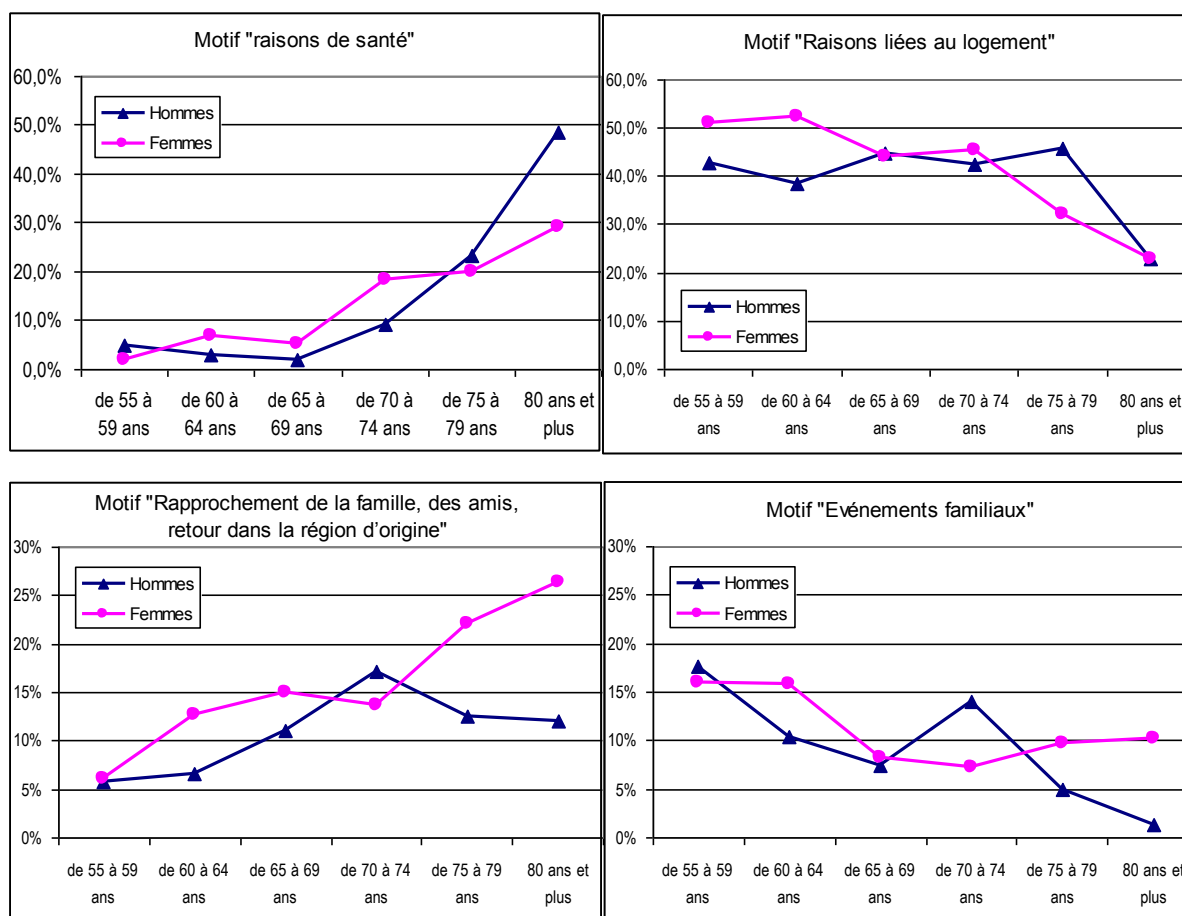 Motif "raisons de santé"
60,0%
50,0%
40,0%
30,0%
20,0%
10,0%
0,0%
Hommes
Femmes
de 55 à
59 ans
de 60 à
64 ans
de 65 à
69 ans
de 70 à
74 ans
de 75 à
79 ans
80 ans et
plus
Motif "Raisons liées au logement"
60,0%
50,0%
40,0%
30,0%
20,0%
10,0%
0,0%
Hommes
Femmes
de 55 à 59
ans
de 60 à 64
ans
de 65 à 69
ans
de 70 à 74
ans
de 75 à 79
ans
80 ans et
plus
Motif "Rapprochement de la famille, des amis,
retour dans la région d’origine"
30%
25%
20%
15%
10%
5%
0%
Hommes
Femmes
de 55 à 59
ans
de 60 à 64
ans
de 65 à 69
ans
de 70 à 74
ans
de 75 à 79
ans
80 ans et
plus
Motif "Evénements familiaux"
30%
25%
20%
15%
10%
5%
0%
Hommes
Femmes
de 55 à 59
ans
de 60 à 64
ans
de 65 à 69
ans
de 70 à 74
ans
de 75 à 79
ans
80 ans et
plus